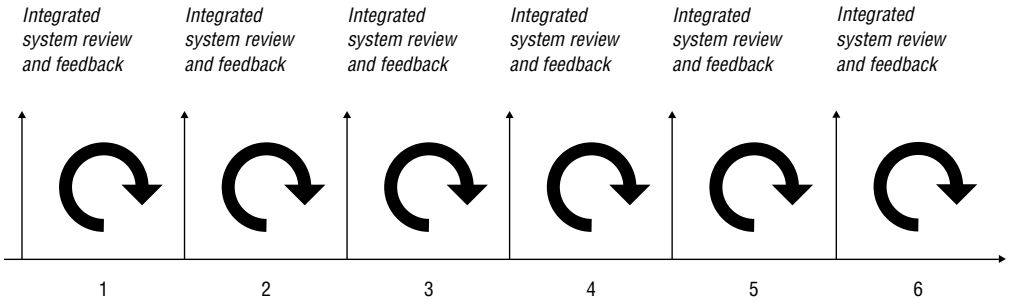 Integrated
system review
and feedback
Integrated
system review
and feedback
Integrated
system review
and feedback
Integrated
system review
and feedback
Integrated
system review
and feedback
Integrated
system review
and feedback
1
2
3
4
5
6